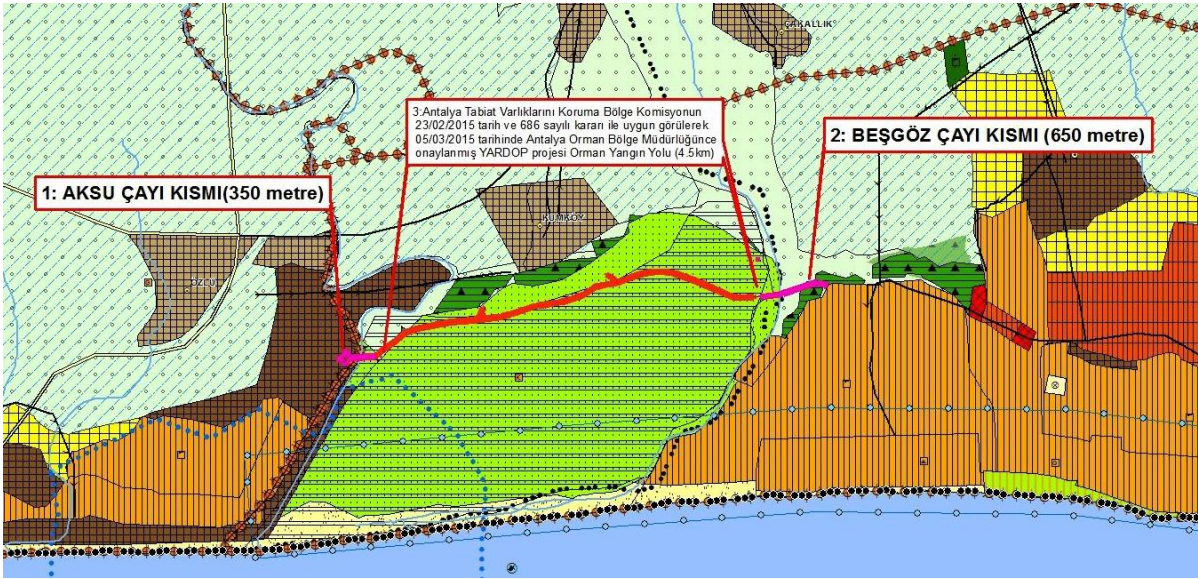 ÇAKALLIK
3:Antalya Tabiat Varlıklarını Koruma Bölge Komisyonun
23/02/2015 tarih ve 686 sayılı kararı ile uygun görülerek
05/03/2015 tarihinde Antalya Orman Bölge Müdürlüğünce
onaylanmış YARDOP projesi Orman Yangın Yolu (4.5km)
2: BEŞGÖZ ÇAYI KISMI (650 metre)
1: AKSU ÇAYI KISMI(350 metre)
KUMKÖY